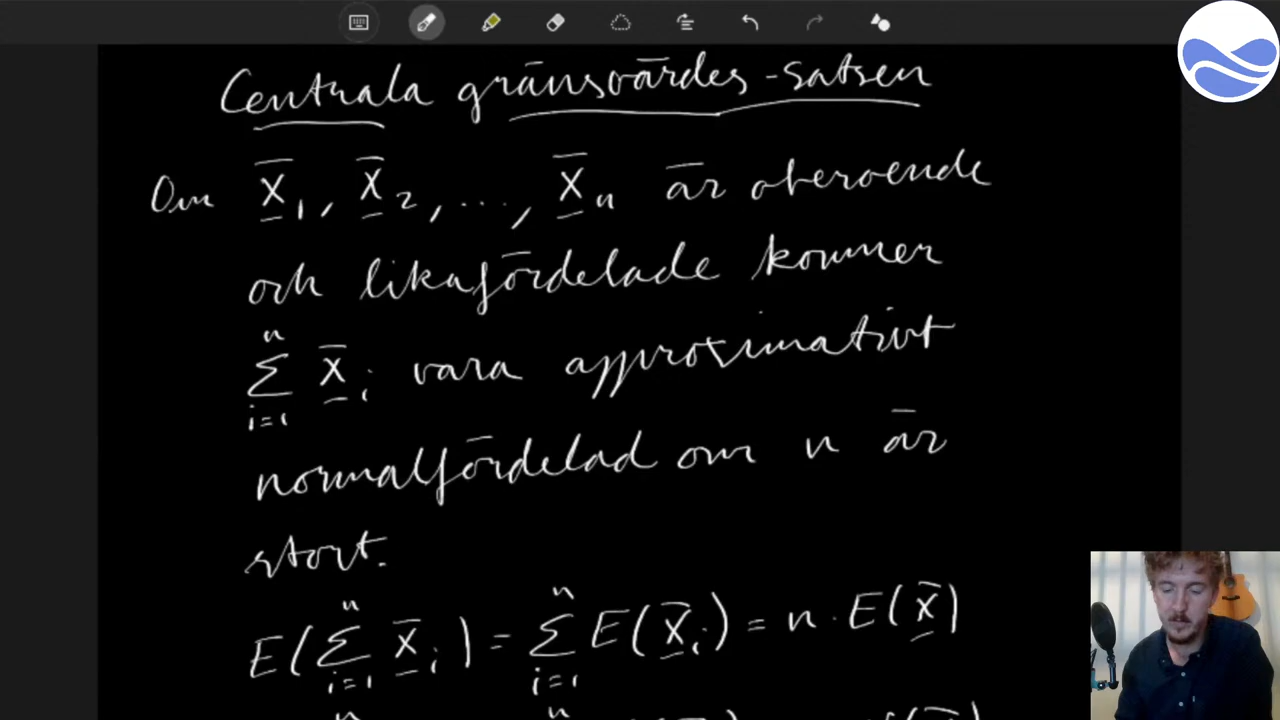 Centrala gränsvärdes-satsen
Om X₁, X₂, ..., Xₙ är oberoende
och likafördelade kommer
∑ᵢ₌₁ⁿ Xᵢ vara approximativt
normalfördelad om n är
stort.
E(∑ᵢ₌₁ⁿ Xᵢ) = ∑ᵢ₌₁ⁿ E(Xᵢ) = n · E(X)